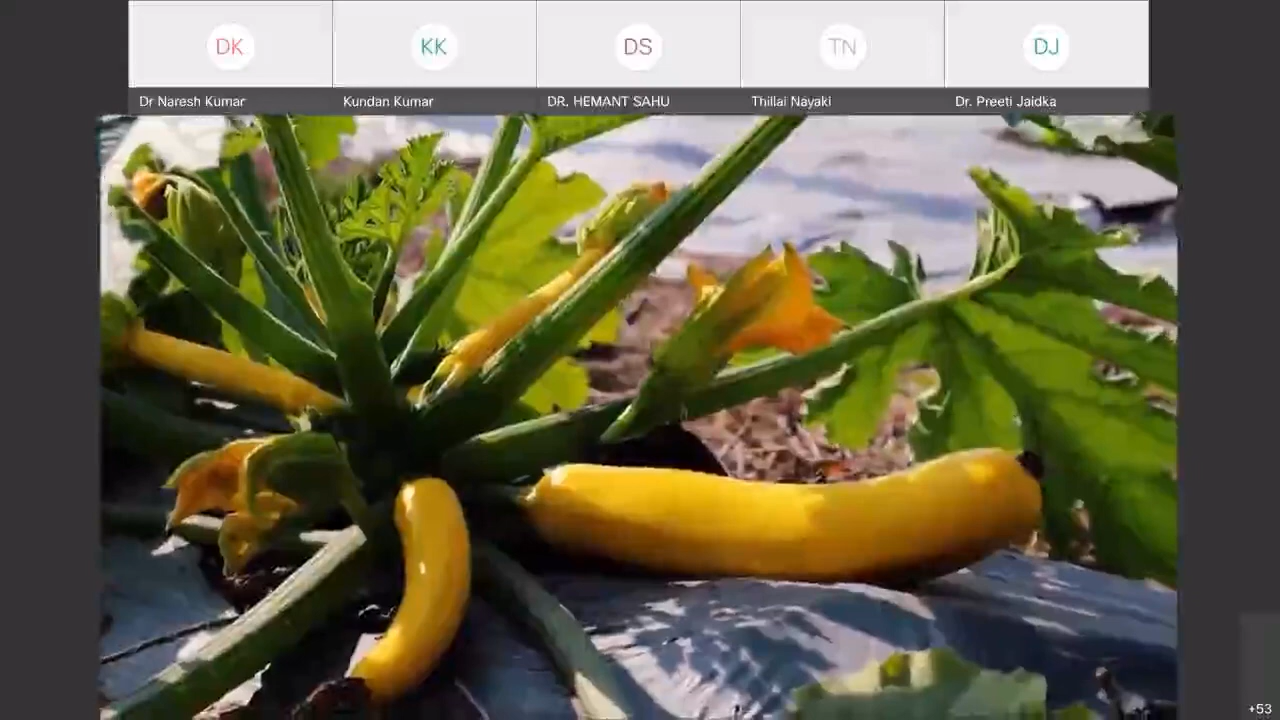 DK
KK
DS
TN
DJ
Dr Naresh Kumar
Kundan Kumar
DR. HEMANT SAHU
Thillai Nayaki
Dr. Preeti Jaidka
+53